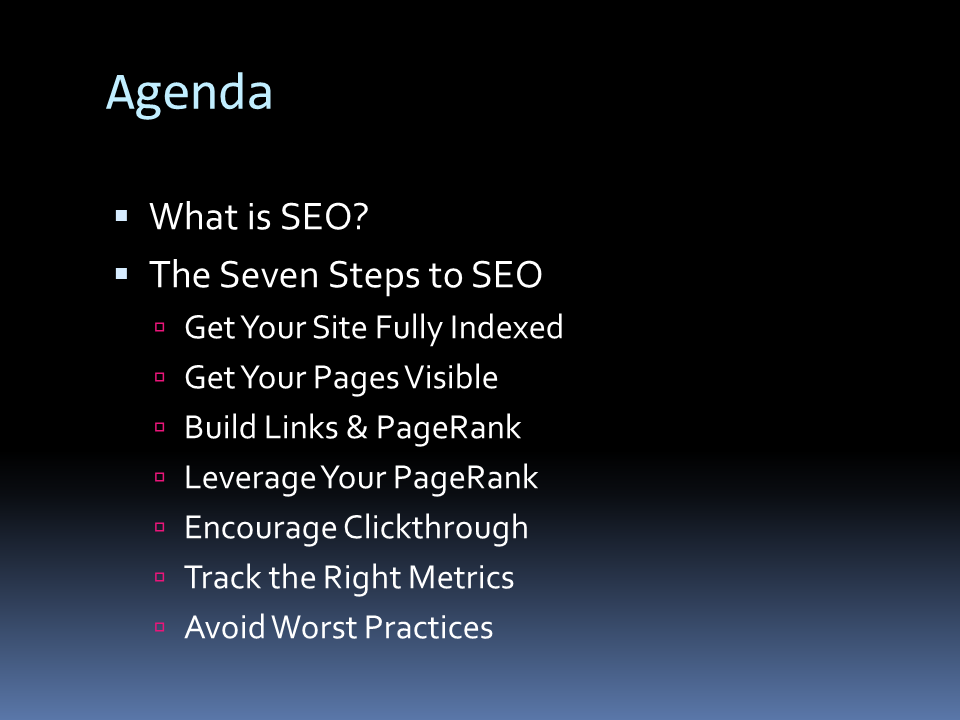 Agenda
What is SEO?
The Seven Steps to SEO
Get Your Site Fully Indexed
Get Your Pages Visible
Build Links & PageRank
Leverage Your PageRank
Encourage Clickthrough
Track the Right Metrics
Avoid Worst Practices